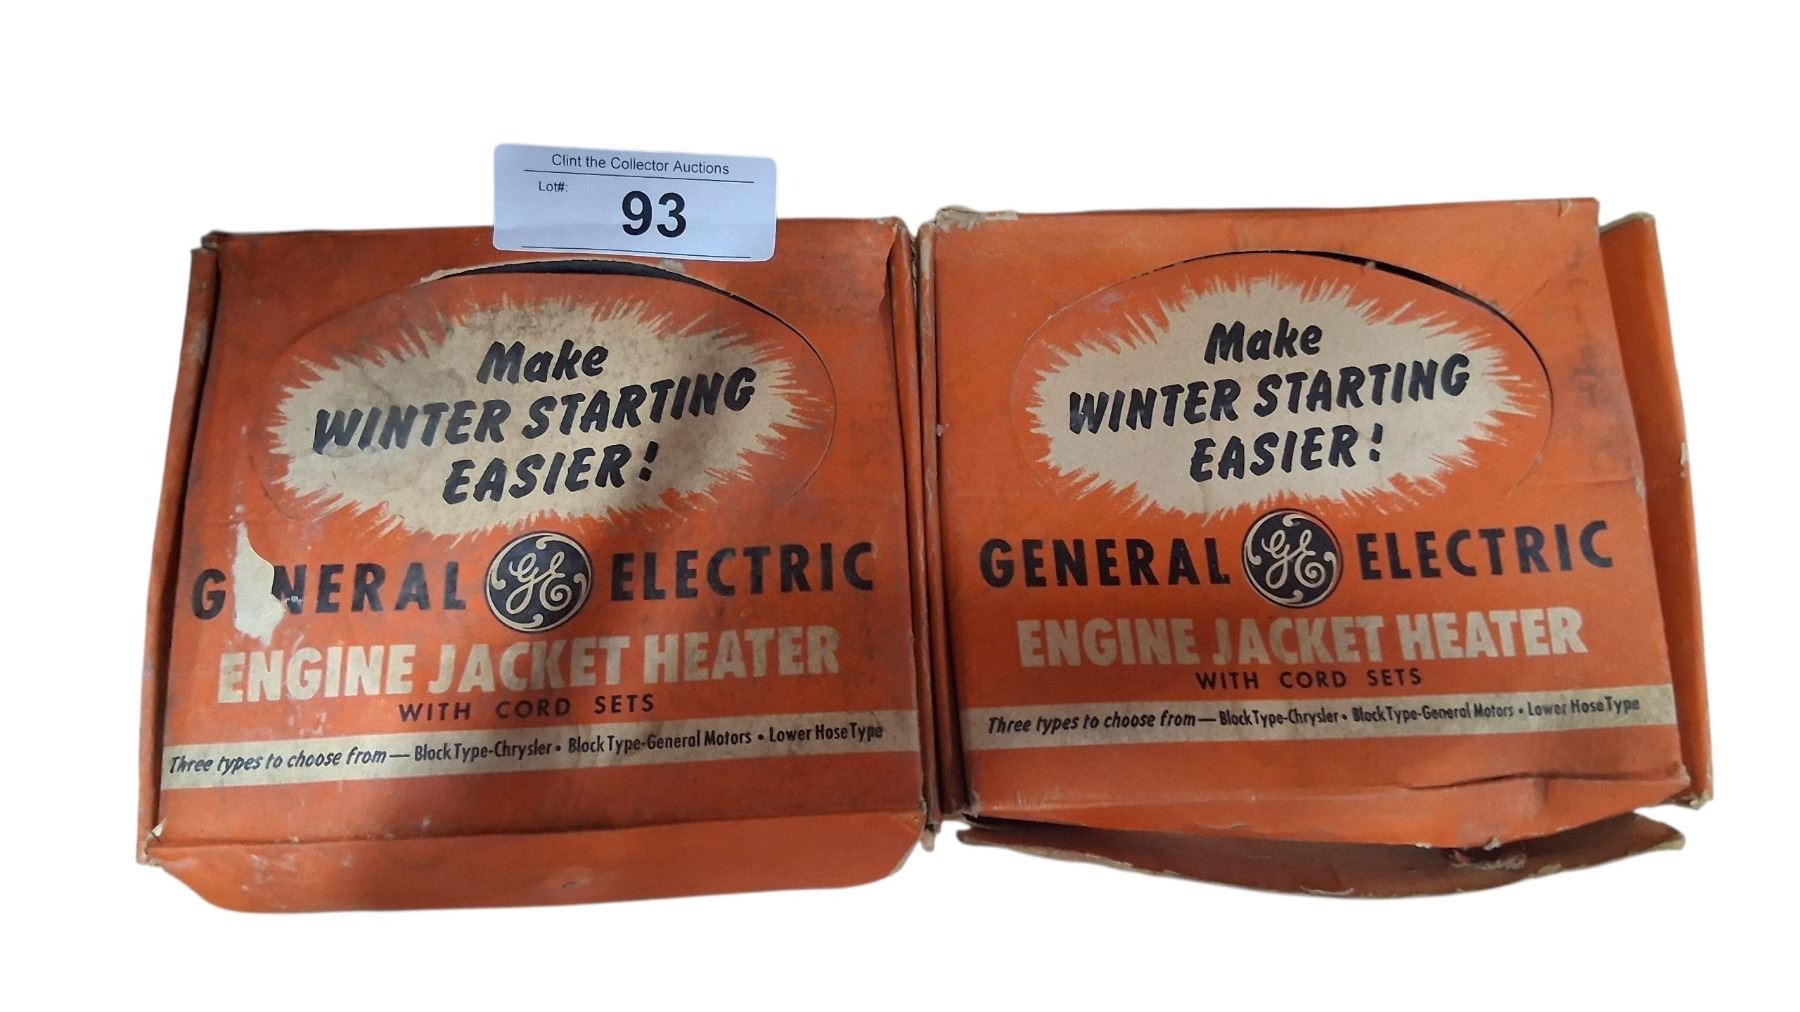 Clint the Collector Auctions
Lot#:
93
Make
WINTER STARTING
EASIER!
G NERAL GE ELECTRIC
ENGINE JACKET HEATER
WITH CORD SETS
Three types to choose from— Block Type-Chrysler • Block Type-General Motors • Lower Hose Type
Make
WINTER STARTING
EASIER!
GENERAL GE ELECTRIC
ENGINE JACKET HEATER
WITH CORD SETS
Three types to choose from— Block Type-Chrysler • Block Type-General Motors • Lower Hose Type